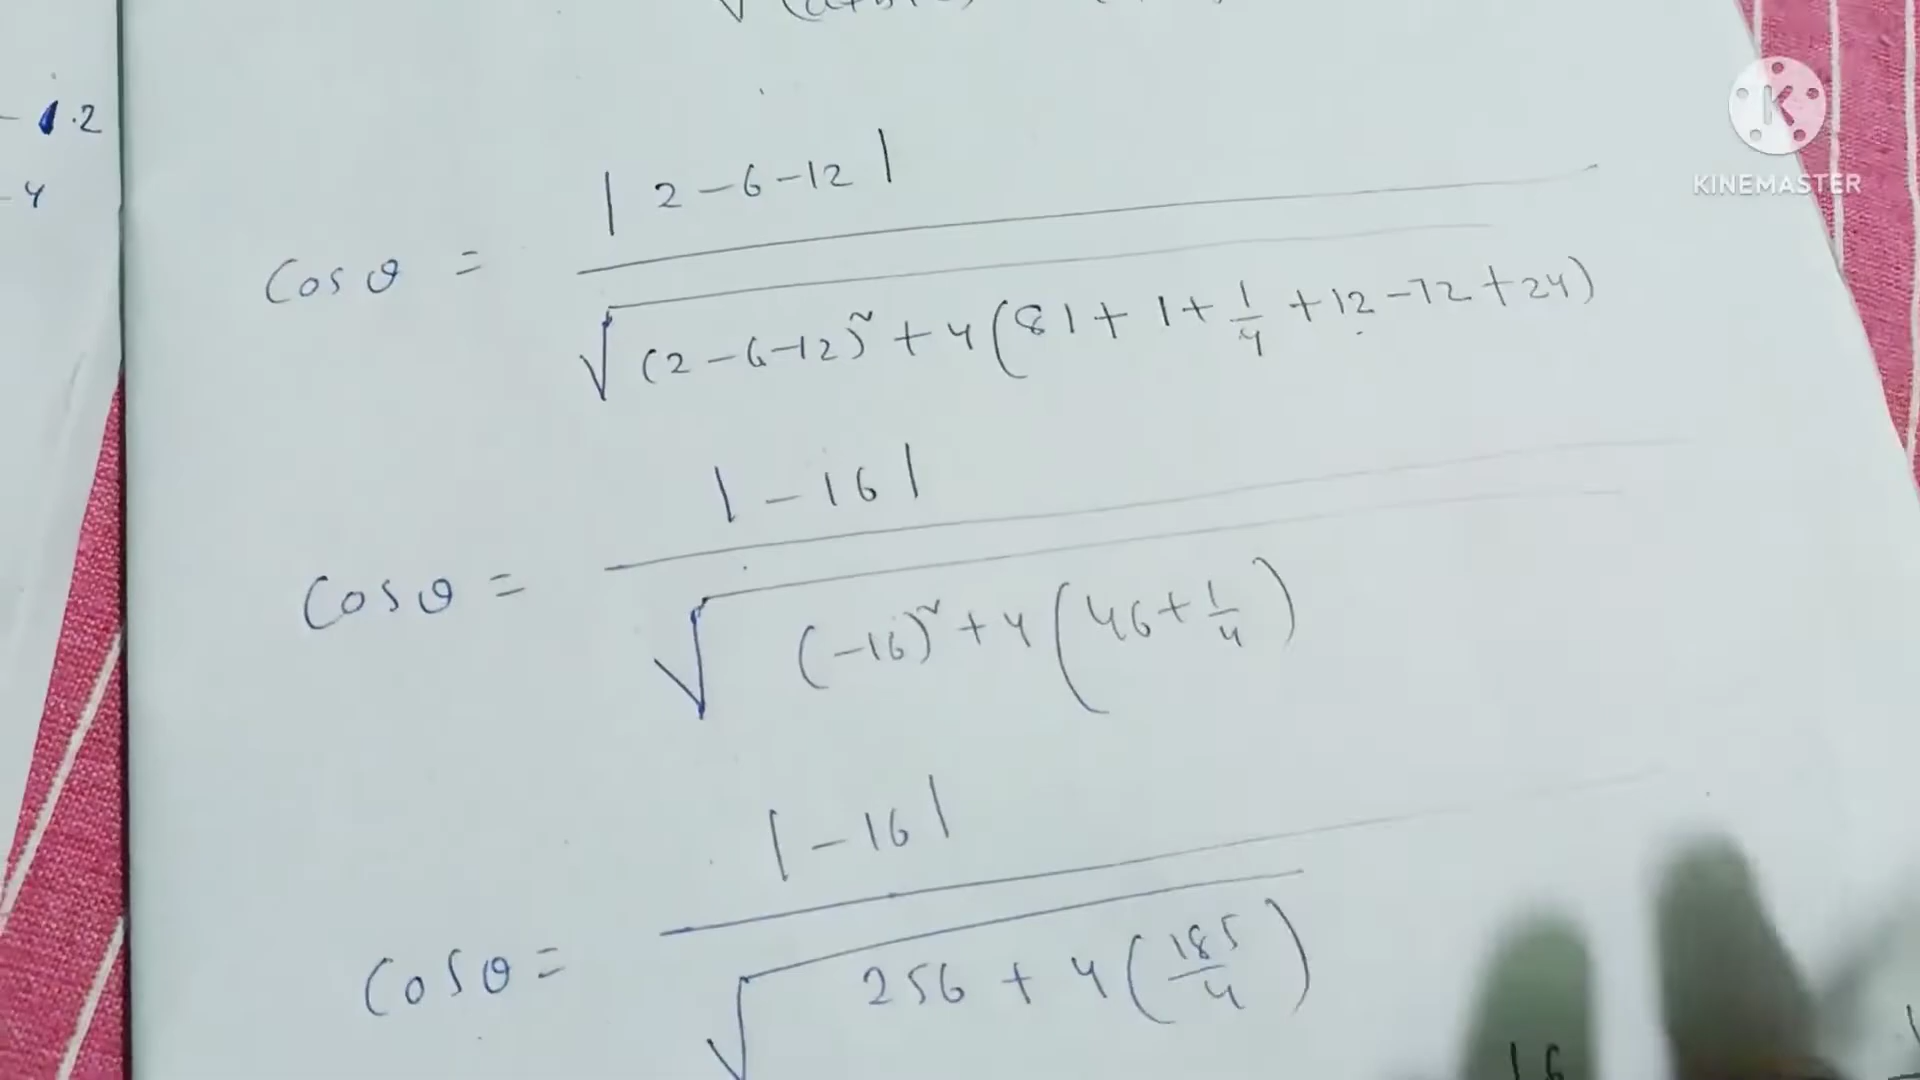 - 1.2
- 4
KINEMASTER
| 2 - 6 - 12 |
Cos θ =
√(2 - 6 - 12)² + 4(81 + 1 + 1/4 + 12 - 72 + 24)
| - 16 |
Cos θ =
√(-16)² + 4(46 + 1/4)
| - 16 |
Cos θ =
√256 + 4(185/4)
16